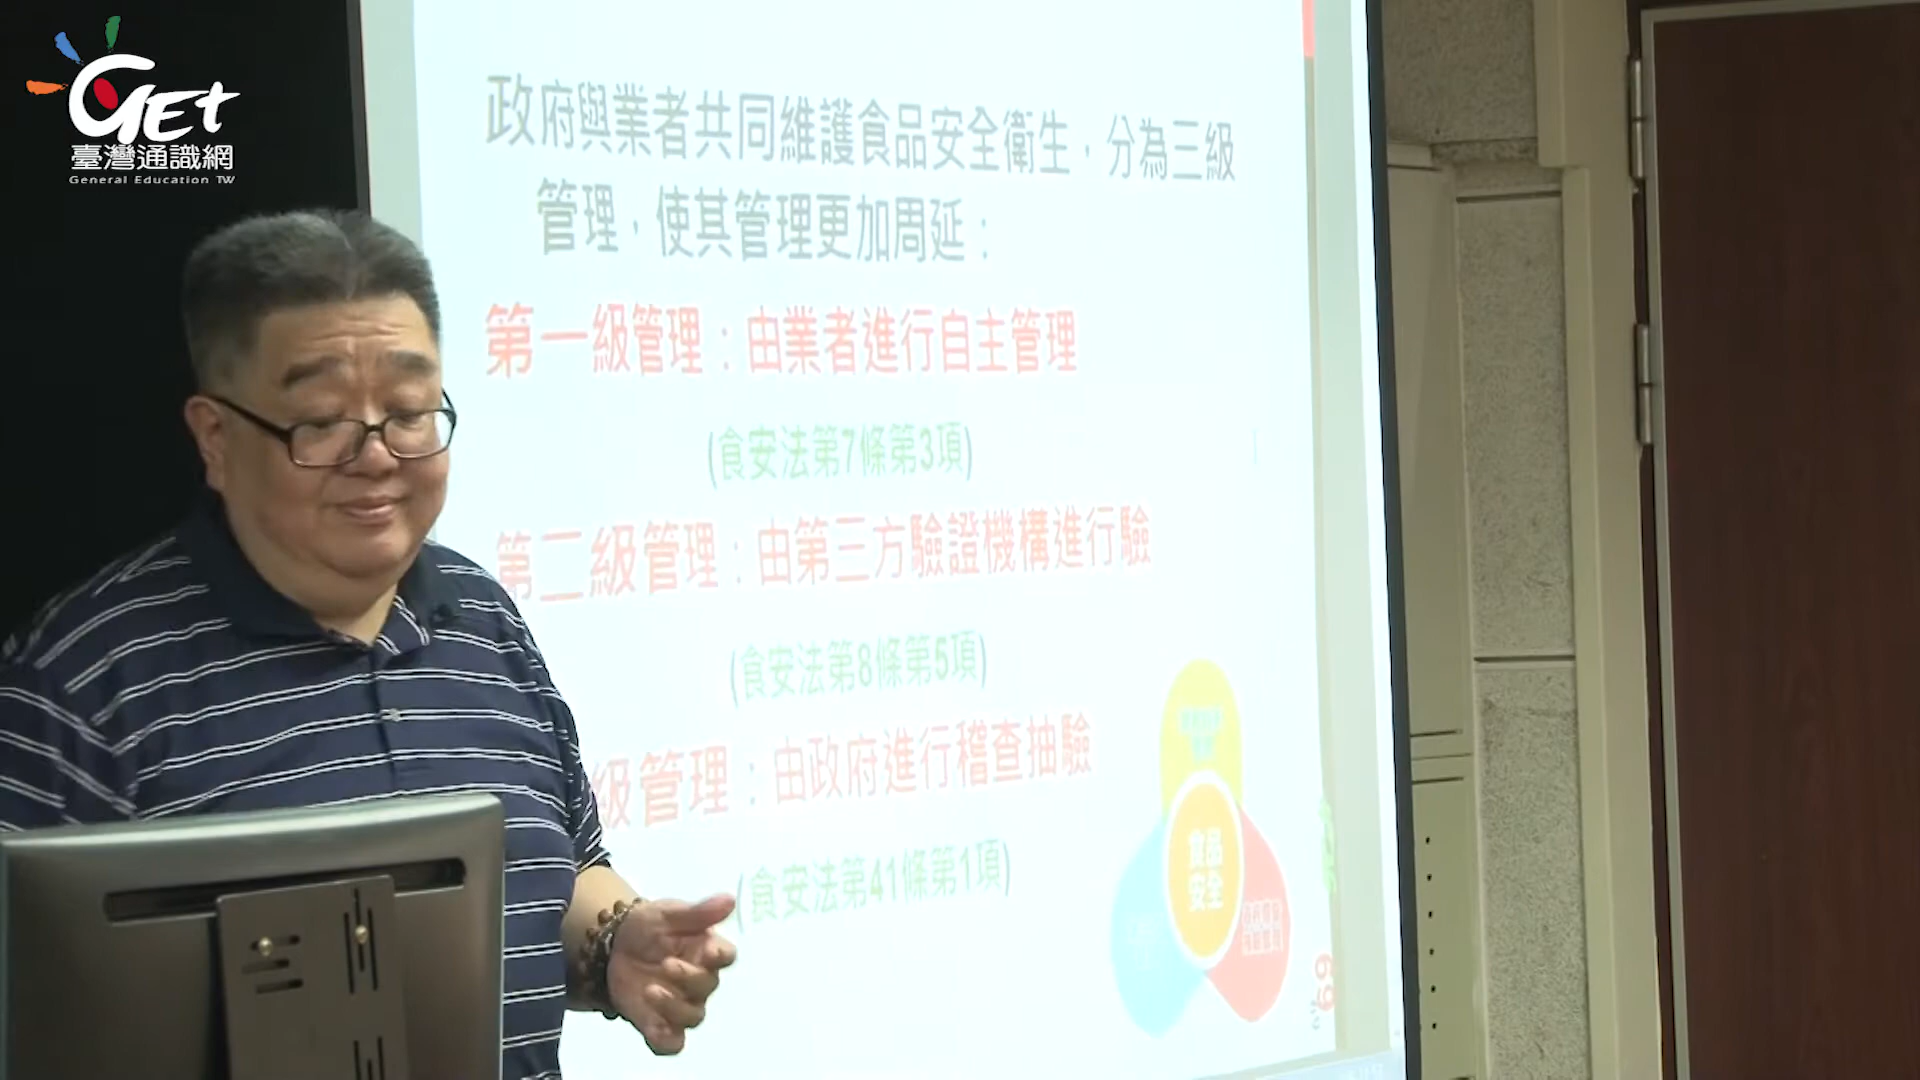 GET
臺灣通識網
General Education TW
政府與業者共同維護食品安全衛生，分為三級
管理，使其管理更加周延：
第一級管理：由業者進行自主管理
(食安法第7條第3項)
第二級管理：由第三方驗證機構進行驗
(食安法第8條第5項)
級管理：由政府進行稽查抽驗
(食安法第41條第1項)
食品
安全
69